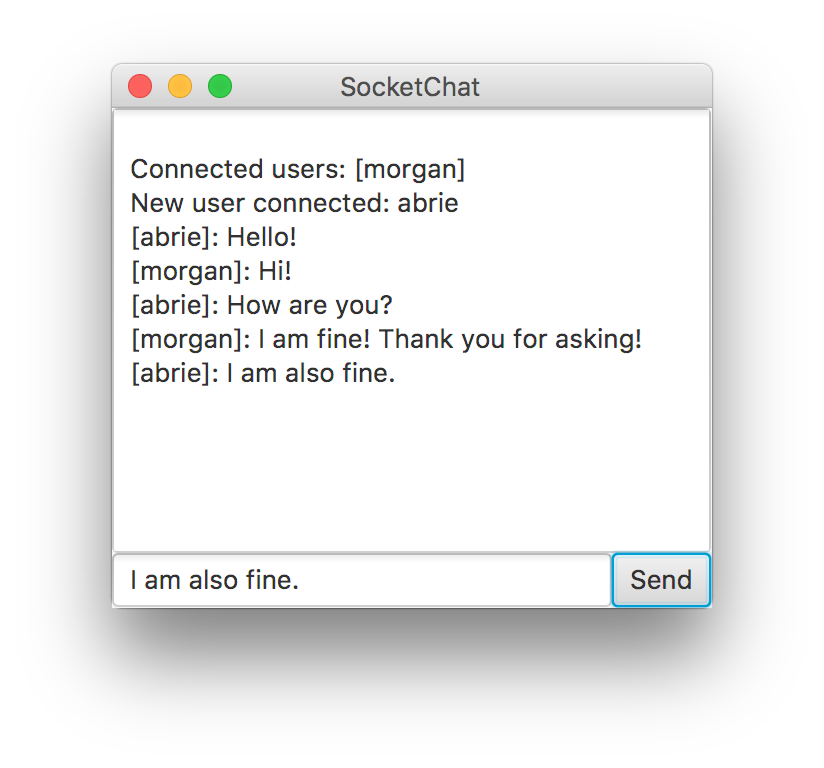 SocketChat
Connected users: [morgan]
New user connected: abrie
[abrie]: Hello!
[morgan]: Hi!
[abrie]: How are you?
[morgan]: I am fine! Thank you for asking!
[abrie]: I am also fine.
I am also fine.
Send